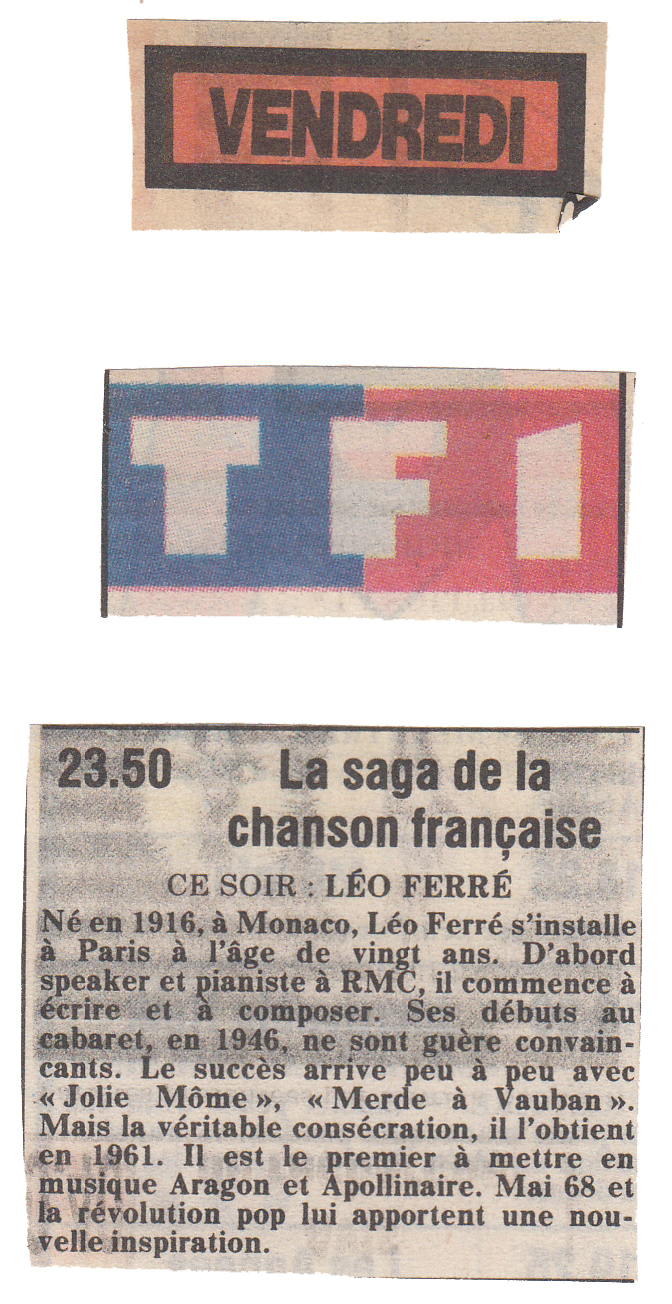 VENDREDI
TF1
23.50 La saga de la
chanson française
CE SOIR : LÉO FERRÉ
Né en 1916, à Monaco, Léo Ferré s'installe
à Paris à l'âge de vingt ans. D'abord
speaker et pianiste à RMC, il commence à
écrire et à composer. Ses débuts au
cabaret, en 1946, ne sont guère convain-
cants. Le succès arrive peu à peu avec
« Jolie Môme », « Merde à Vauban ».
Mais la véritable consécration, il l'obtient
en 1961. Il est le premier à mettre en
musique Aragon et Apollinaire. Mai 68 et
la révolution pop lui apportent une nou-
velle inspiration.